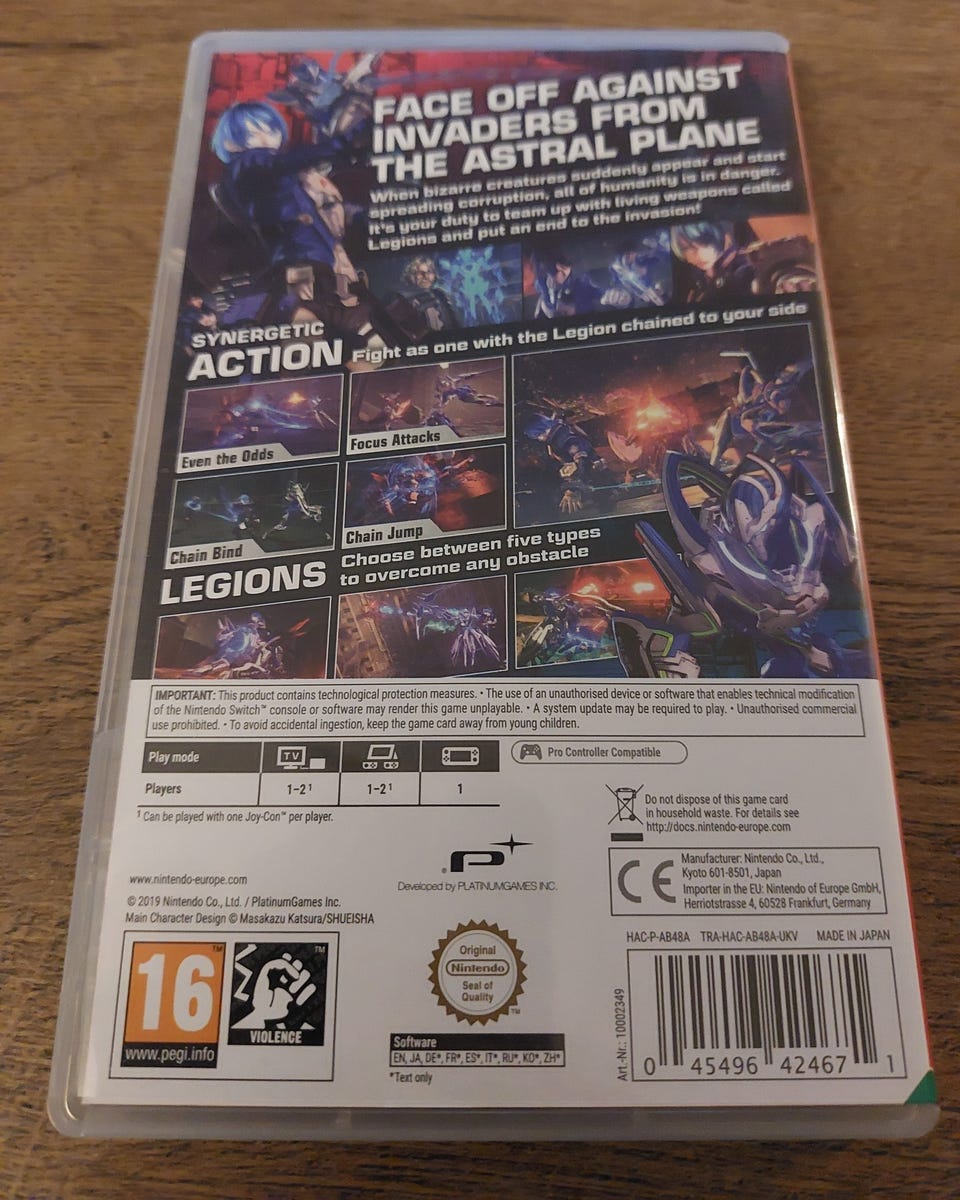 FACE OFF AGAINST
INVADERS FROM
THE ASTRAL PLANE
When bizarre creatures suddenly appear and start
spreading corruption, all of humanity is in danger.
It's your duty to team up with living weapons called
Legions and put an end to the invasion!
SYNERGETIC
ACTION
Fight as one with the Legion chained to your side
Even the Odds
Focus Attacks
Chain Bind
Chain Jump
LEGIONS
Choose between five types
to overcome any obstacle
IMPORTANT: This product contains technological protection measures. • The use of an unauthorised device or software that enables technical modification
of the Nintendo Switch™ console or software may render this game unplayable. • A system update may be required to play. • Unauthorised commercial
use prohibited. • To avoid accidental ingestion, keep the game card away from young children.
Play mode
TV
Pro Controller Compatible
Players
1-2¹
1-2¹
1
¹ Can be played with one Joy-Con™ per player.
Do not dispose of this game card
in household waste. For details see
http://docs.nintendo-europe.com
P
Developed by PLATINUMGAMES INC.
www.nintendo-europe.com
© 2019 Nintendo Co., Ltd. / PlatinumGames Inc.
Main Character Design © Masakazu Katsura/SHUEISHA
CE
Manufacturer: Nintendo Co., Ltd.,
Kyoto 601-8501, Japan
Importer in the EU: Nintendo of Europe GmbH,
Herriotstrasse 4, 60528 Frankfurt, Germany
HAC-P-AB48A TRA-HAC-AB48A-UKV MADE IN JAPAN
16
™
www.pegi.info
™
VIOLENCE
Original
Nintendo
Seal of
Quality
™
Software
EN, JA, DE*, FR*, ES*, IT*, RU*, KO*, ZH*
*Text only
Art.-Nr.: 10002349
0 45496 42467 1